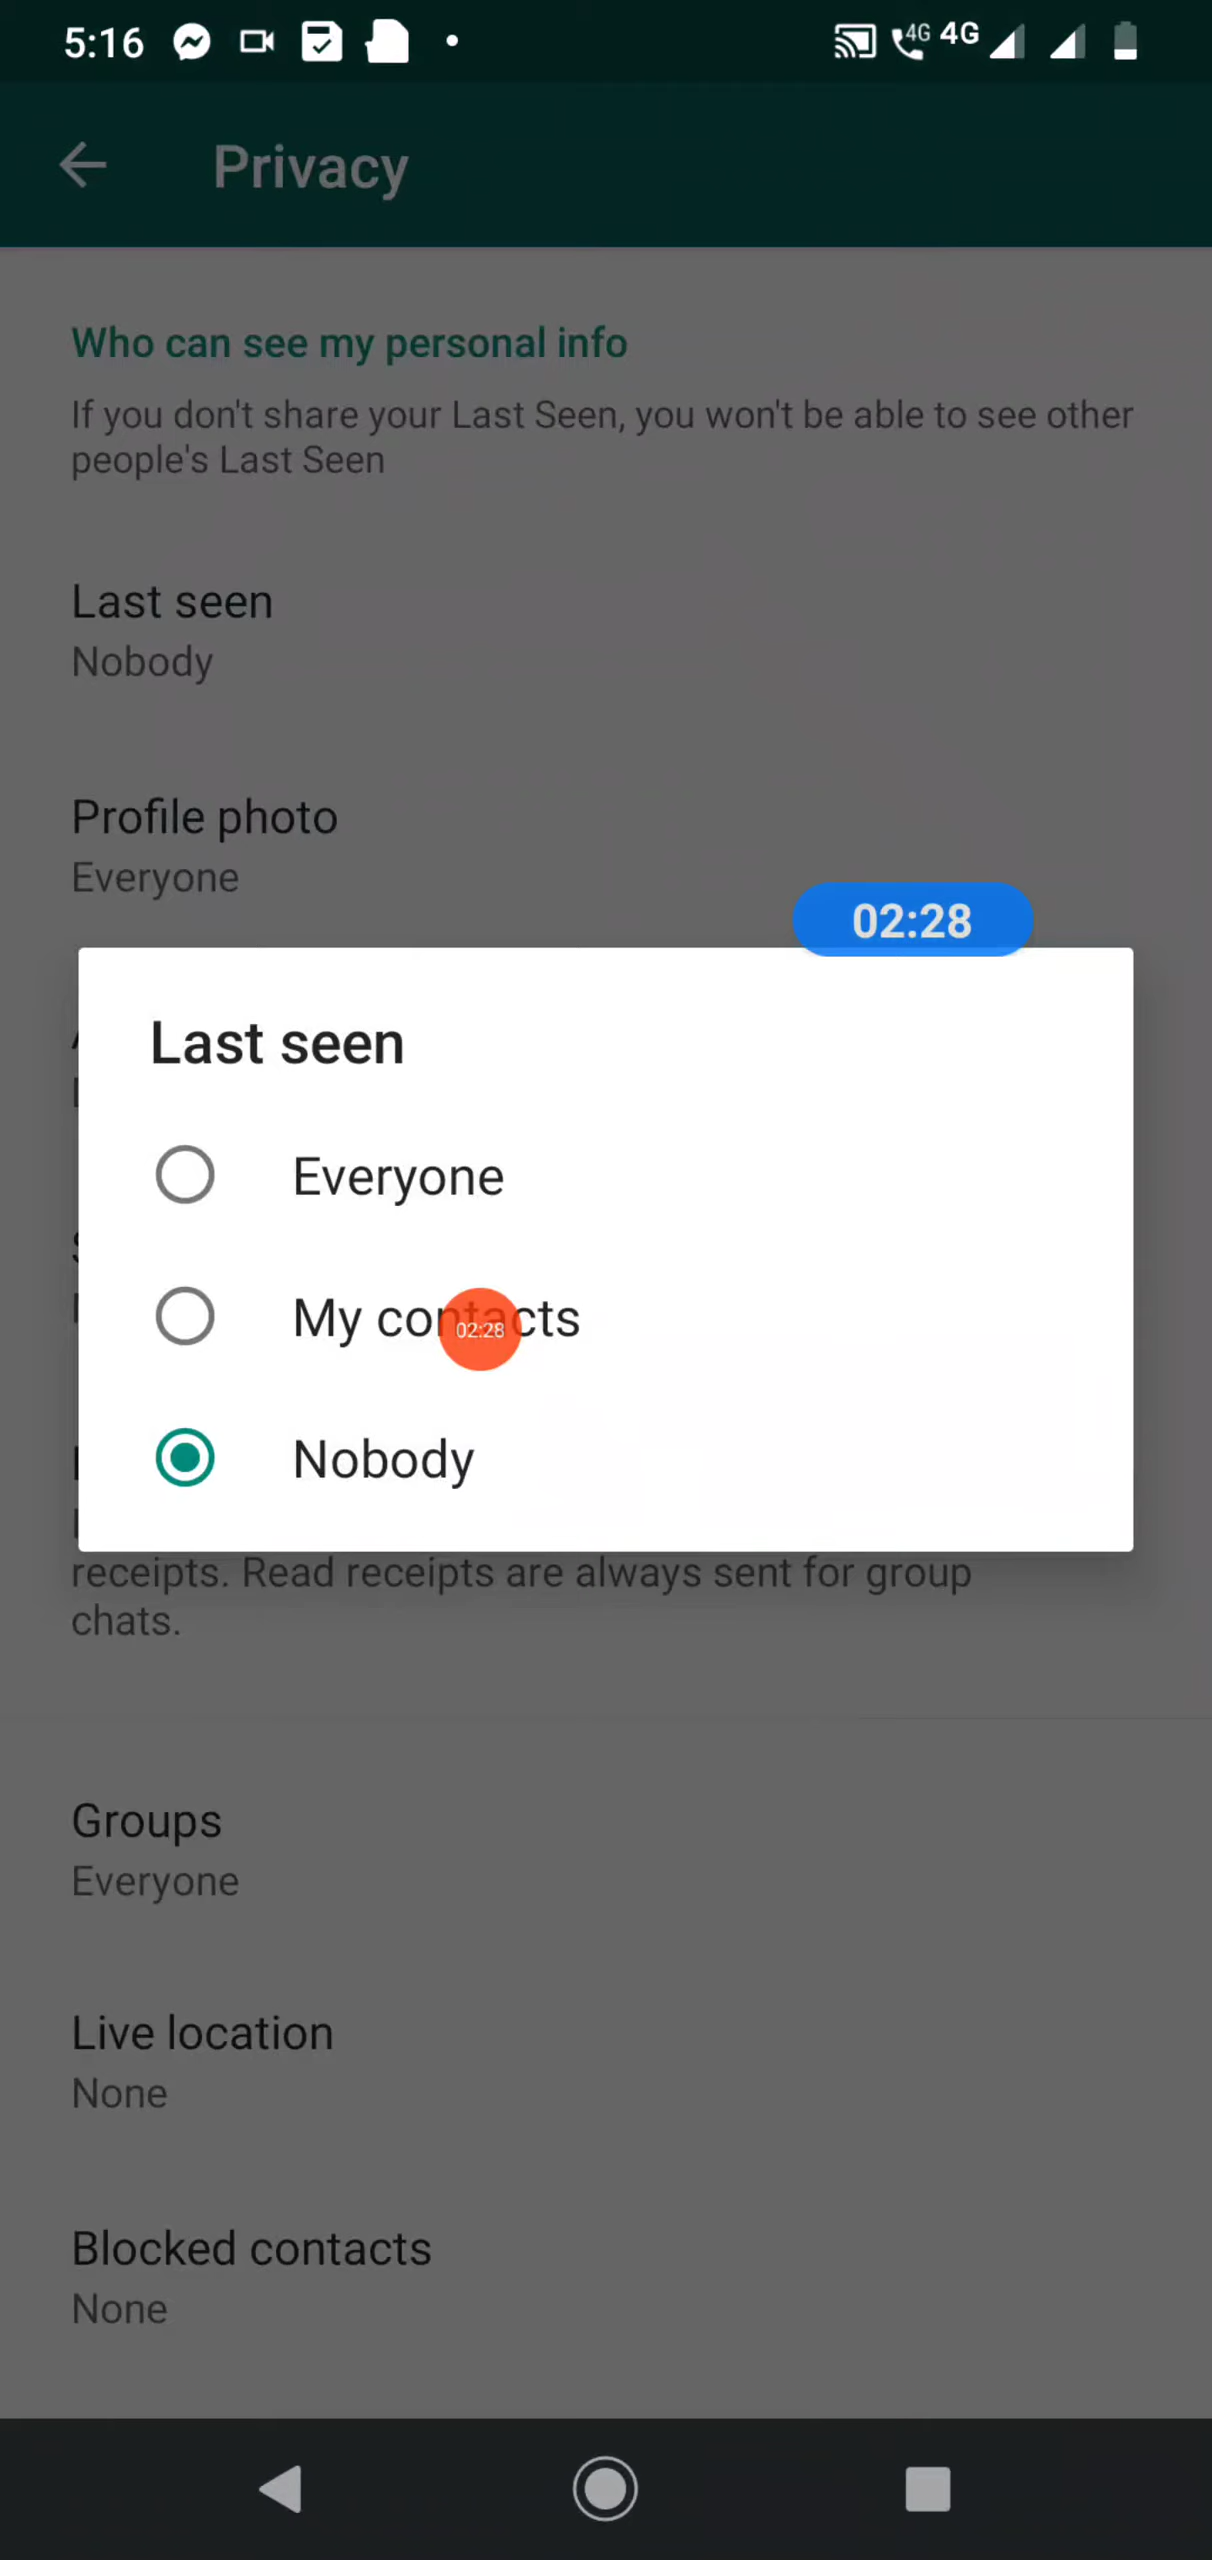 5:16
4G 4G
Privacy
Who can see my personal info
If you don't share your Last Seen, you won't be able to see other
people's Last Seen
Last seen
Nobody
Profile photo
Everyone
02:28
Last seen
Everyone
My contacts
02:28
Nobody
receipts. Read receipts are always sent for group
chats.
Groups
Everyone
Live location
None
Blocked contacts
None